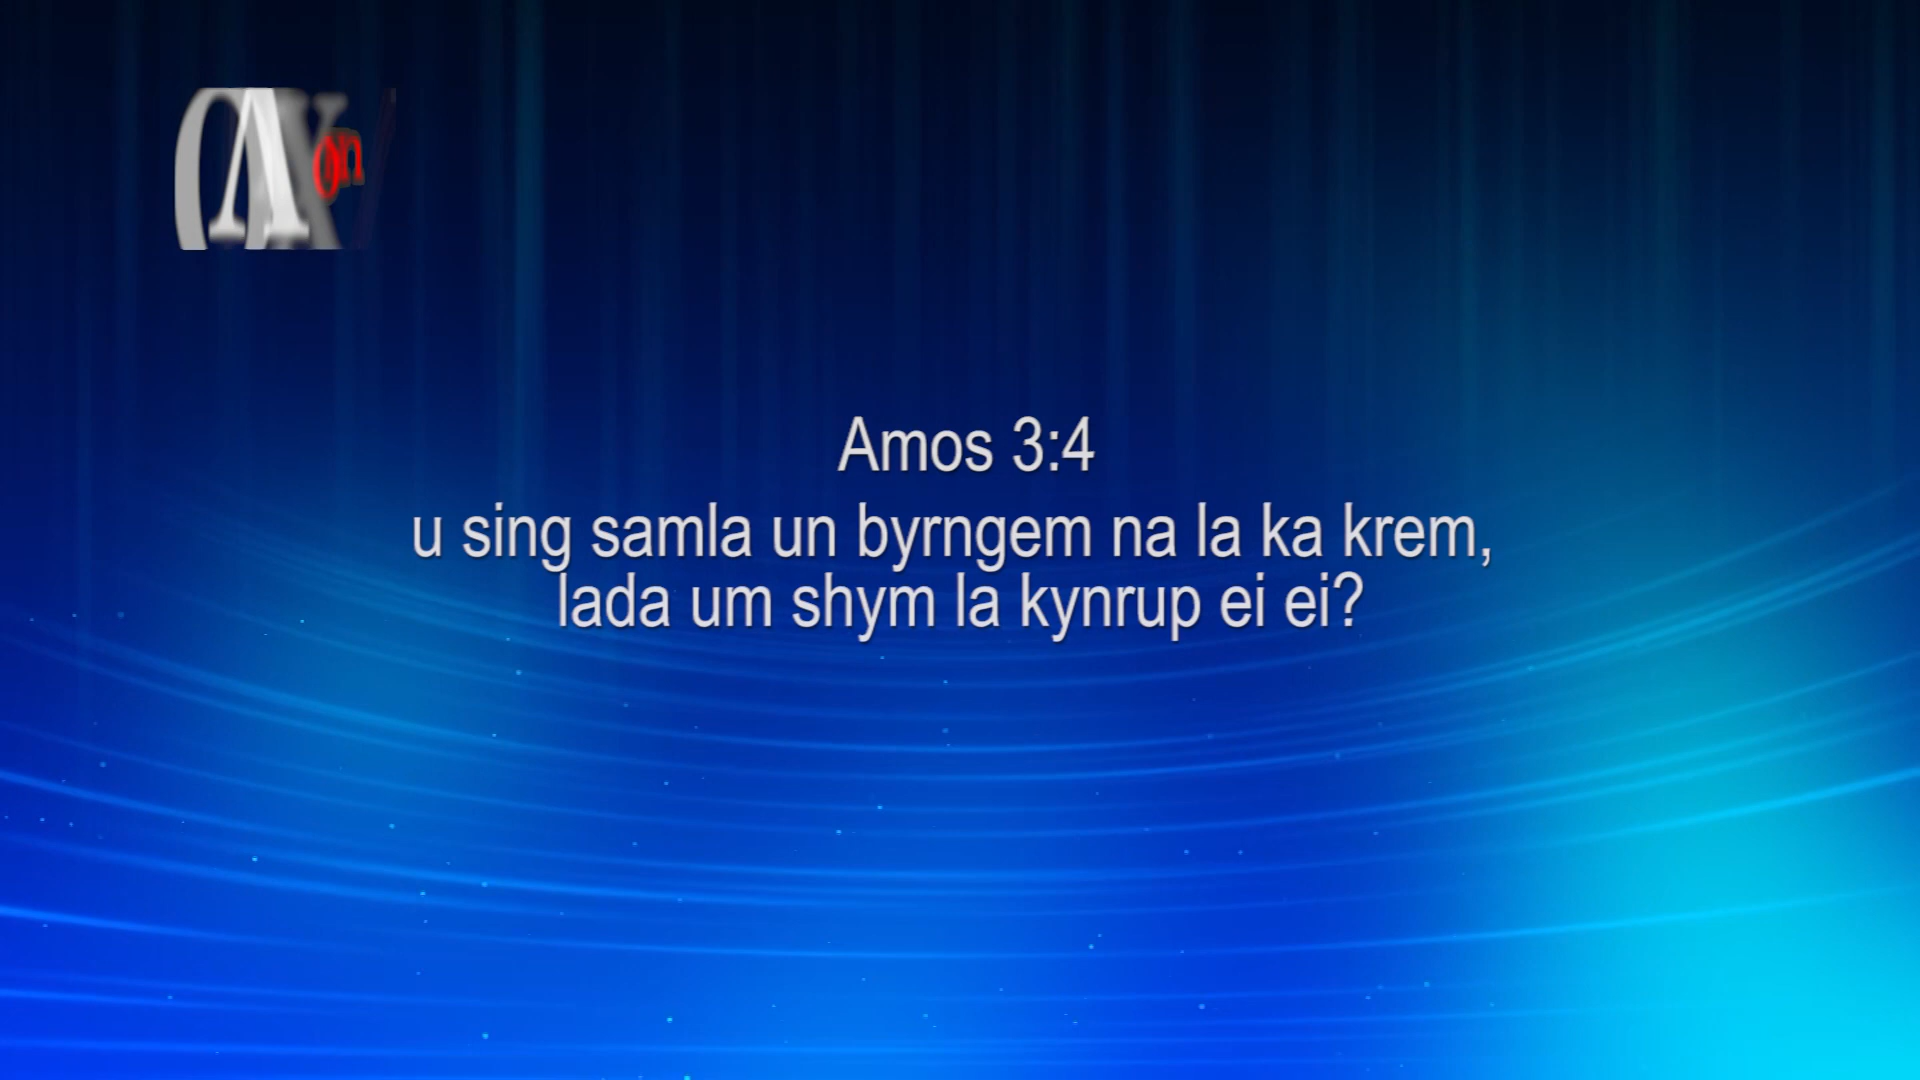 Amos 3:4
u sing samla un byrngem na la ka krem,
lada um shym la kynrup ei ei?